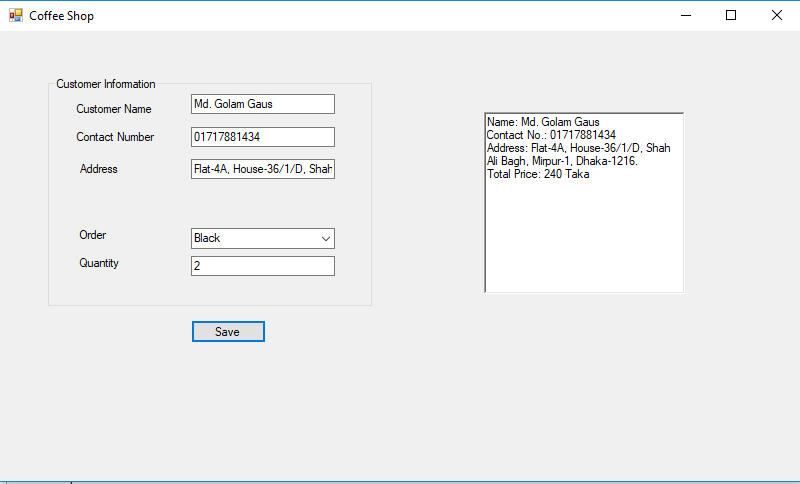 Coffee Shop
Customer Information
Customer Name
Md. Golam Gaus
Contact Number
01717881434
Address
Flat-4A, House-36/1/D, Shah
Order
Black
Quantity
2
Save
Name: Md. Golam Gaus
Contact No.: 01717881434
Address: Flat-4A, House-36/1/D, Shah
Ali Bagh, Mirpur-1, Dhaka-1216.
Total Price: 240 Taka